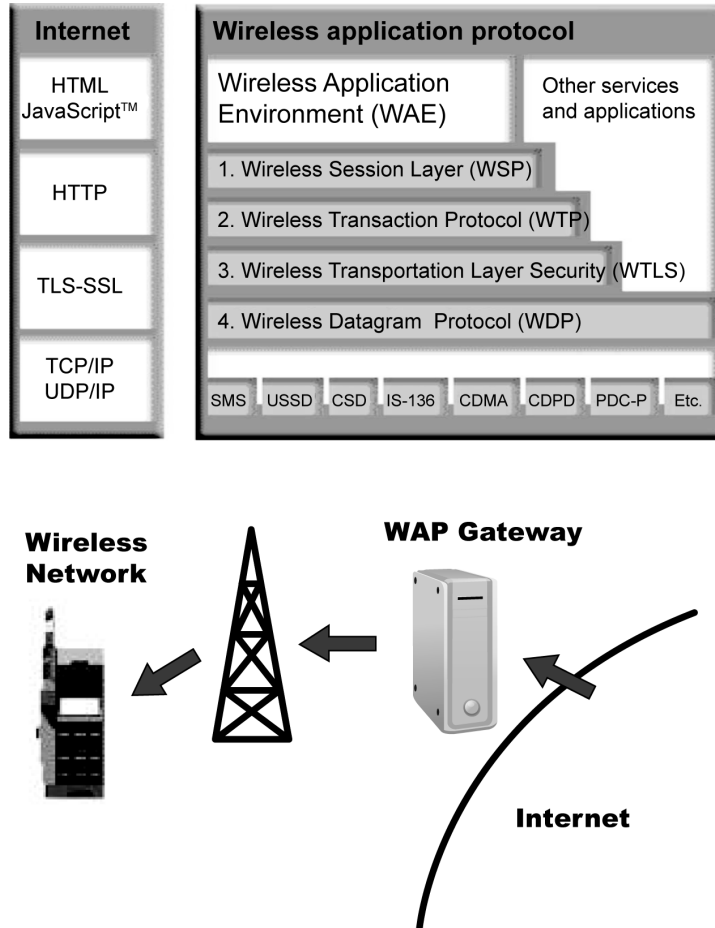 Internet
HTML
JavaScript™
HTTP
TLS-SSL
TCP/IP
UDP/IP
Wireless application protocol
Wireless Application
Environment (WAE)
Other services
and applications
1. Wireless Session Layer (WSP)
2. Wireless Transaction Protocol (WTP)
3. Wireless Transportation Layer Security (WTLS)
4. Wireless Datagram Protocol (WDP)
SMS USSD CSD IS-136 CDMA CDPD PDC-P Etc.
Wireless
Network
WAP Gateway
Internet